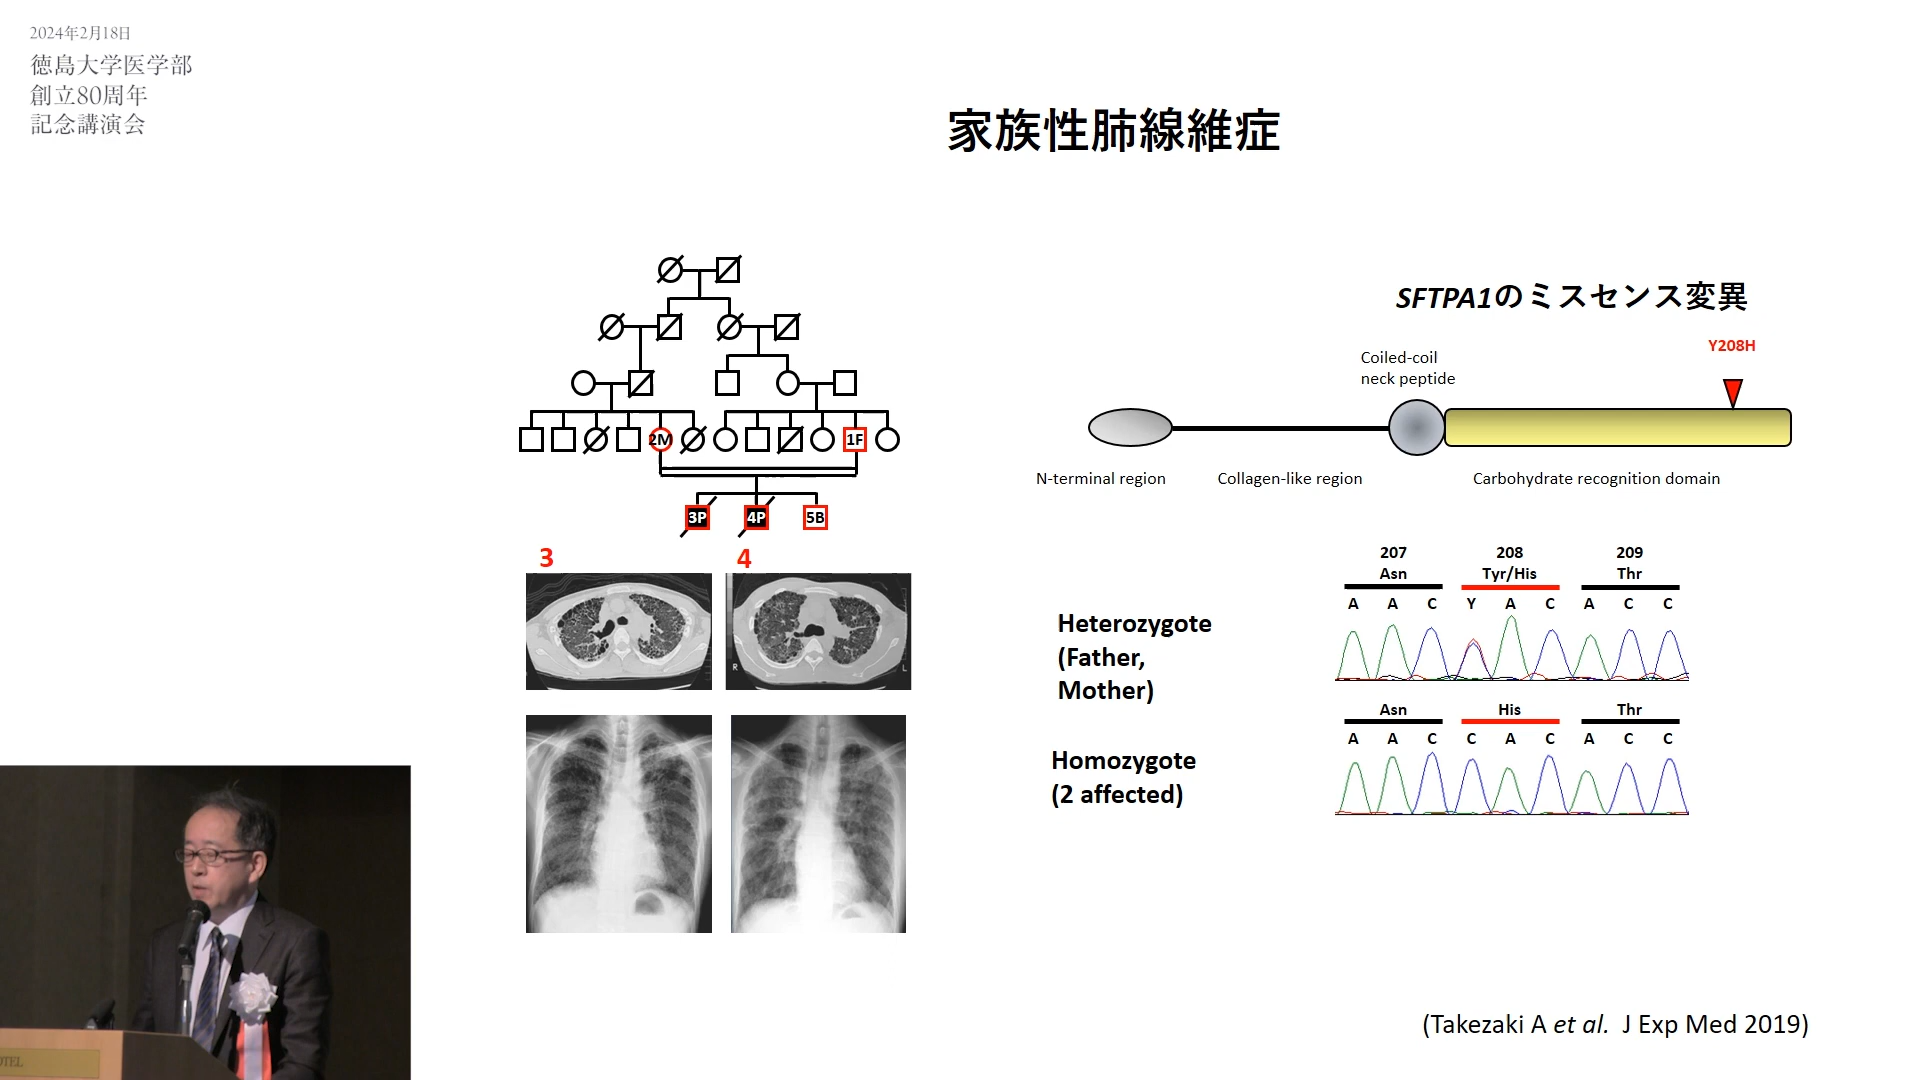 2024年2月18日
徳島大学医学部
創立80周年
記念講演会
家族性肺線維症
2M
1F
3P
4P
5B
3
4
R
L
SFTPA1のミスセンス変異
Y208H
Coiled-coil
neck peptide
N-terminal region
Collagen-like region
Carbohydrate recognition domain
207
208
209
Asn
Tyr/His
Thr
A A C Y A C A C C
Heterozygote
(Father,
Mother)
Asn
His
Thr
A A C C A C A C C
Homozygote
(2 affected)
(Takezaki A et al. J Exp Med 2019)